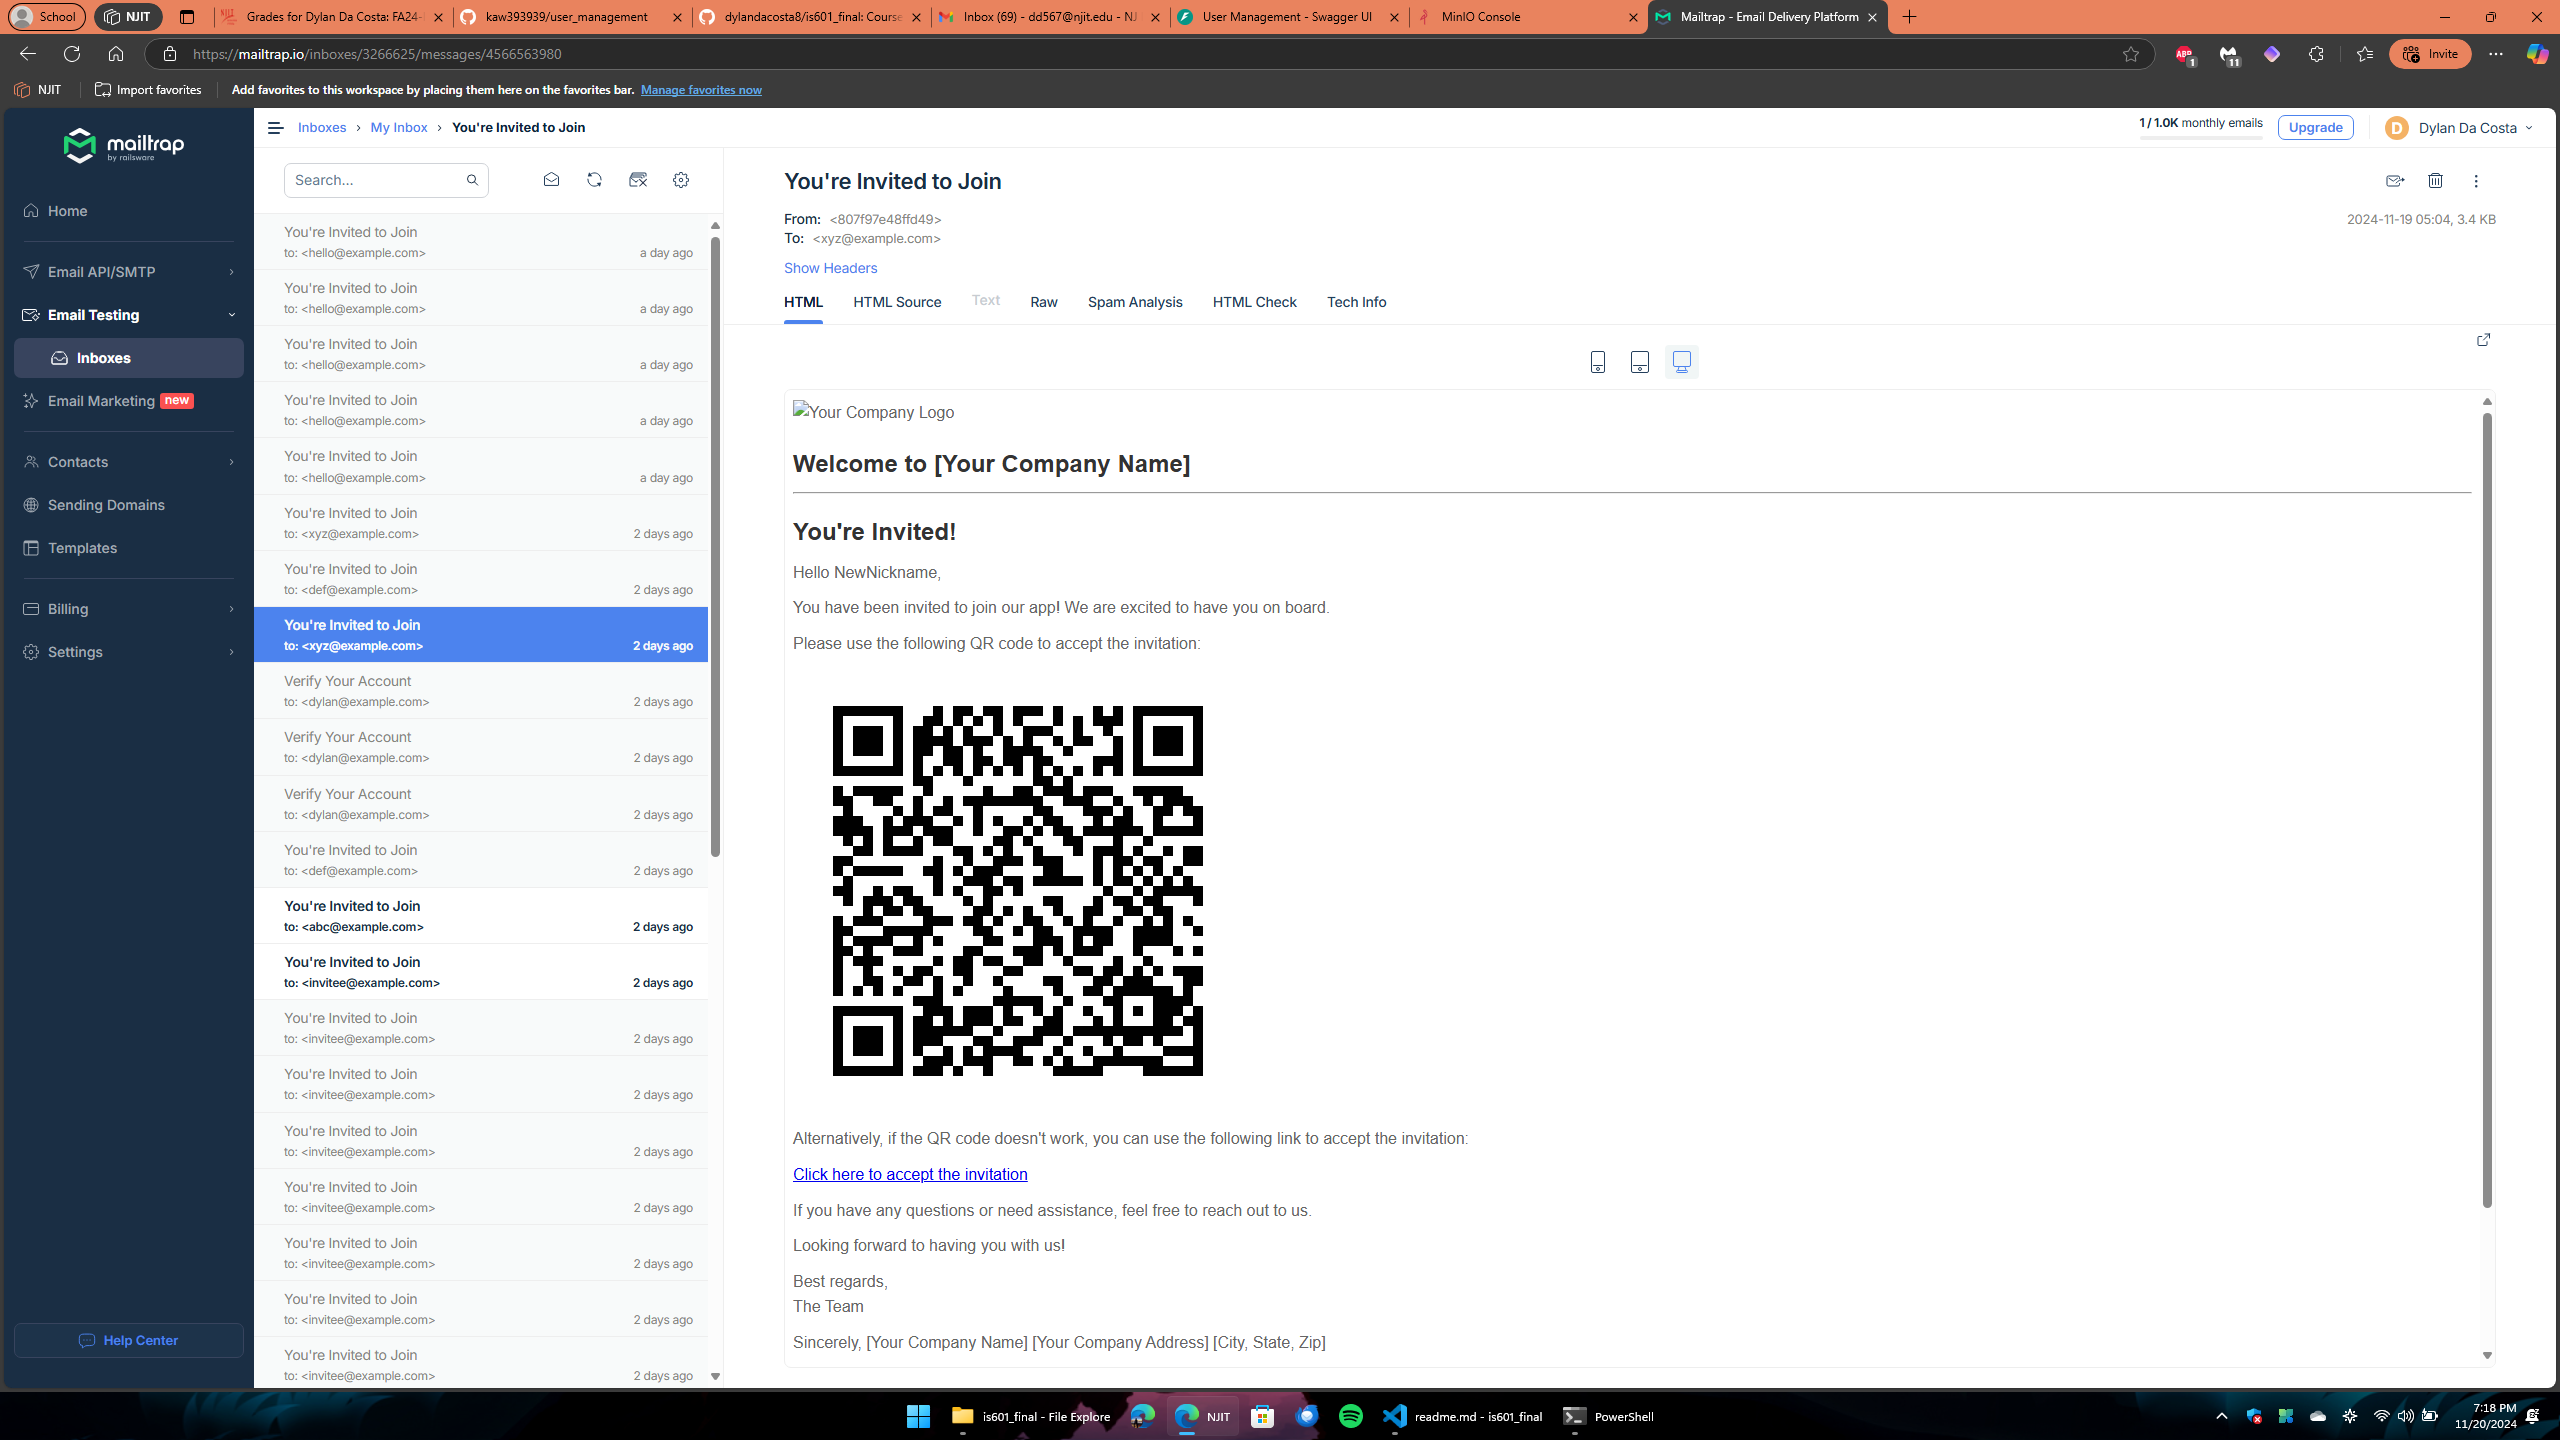 School
NJIT
Grades for Dylan Da Costa: FA24-
kaw393939/user_management
dylandacosta8/is601_final: Course
Inbox (69) - dd567@njit.edu - NJ
User Management - Swagger UI
MinIO Console
Mailtrap - Email Delivery Platform
https://mailtrap.io/inboxes/3266625/messages/4566563980
ABP
1
11
Invite
NJIT
Import favorites
Add favorites to this workspace by placing them here on the favorites bar. Manage favorites now
mailtrap
by railsware
Home
Email API/SMTP
Email Testing
Inboxes
Email Marketing new
Contacts
Sending Domains
Templates
Billing
Settings
Help Center
Inboxes › My Inbox › You're Invited to Join
1 / 1.0K monthly emails
Upgrade
D
Dylan Da Costa
Search...
You're Invited to Join
to: <hello@example.com> a day ago
You're Invited to Join
to: <hello@example.com> a day ago
You're Invited to Join
to: <hello@example.com> a day ago
You're Invited to Join
to: <hello@example.com> a day ago
You're Invited to Join
to: <hello@example.com> a day ago
You're Invited to Join
to: <xyz@example.com> 2 days ago
You're Invited to Join
to: <def@example.com> 2 days ago
You're Invited to Join
to: <xyz@example.com> 2 days ago
Verify Your Account
to: <dylan@example.com> 2 days ago
Verify Your Account
to: <dylan@example.com> 2 days ago
Verify Your Account
to: <dylan@example.com> 2 days ago
You're Invited to Join
to: <def@example.com> 2 days ago
You're Invited to Join
to: <abc@example.com> 2 days ago
You're Invited to Join
to: <invitee@example.com> 2 days ago
You're Invited to Join
to: <invitee@example.com> 2 days ago
You're Invited to Join
to: <invitee@example.com> 2 days ago
You're Invited to Join
to: <invitee@example.com> 2 days ago
You're Invited to Join
to: <invitee@example.com> 2 days ago
You're Invited to Join
to: <invitee@example.com> 2 days ago
You're Invited to Join
to: <invitee@example.com> 2 days ago
You're Invited to Join
to: <invitee@example.com> 2 days ago
You're Invited to Join
From: <807f97e48ffd49>
2024-11-19 05:04, 3.4 KB
To: <xyz@example.com>
Show Headers
HTML HTML Source Text Raw Spam Analysis HTML Check Tech Info
Your Company Logo
Welcome to [Your Company Name]
You're Invited!
Hello NewNickname,
You have been invited to join our app! We are excited to have you on board.
Please use the following QR code to accept the invitation:
Alternatively, if the QR code doesn't work, you can use the following link to accept the invitation:
Click here to accept the invitation
If you have any questions or need assistance, feel free to reach out to us.
Looking forward to having you with us!
Best regards,
The Team
Sincerely, [Your Company Name] [Your Company Address] [City, State, Zip]
is601_final - File Explore
NJIT
readme.md - is601_final
PowerShell
7:18 PM
11/20/2024